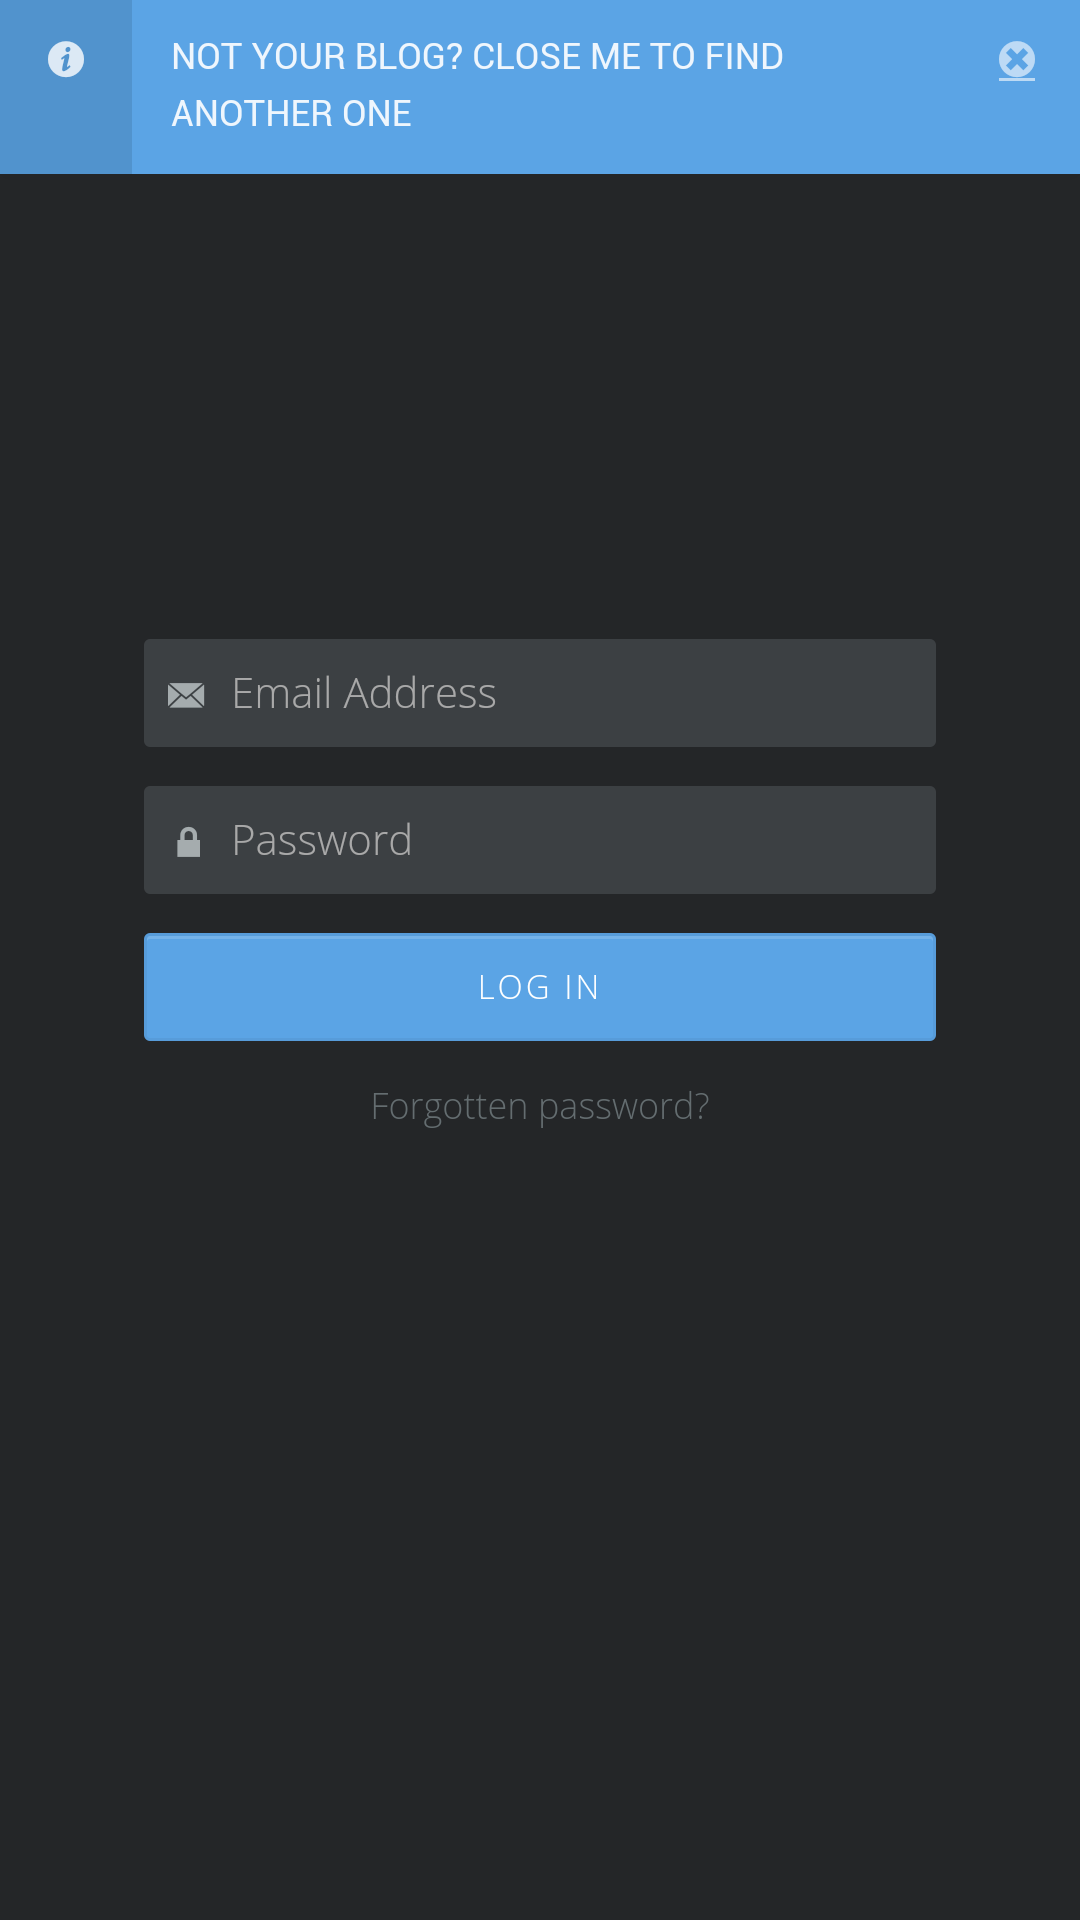 NOT YOUR BLOG? CLOSE ME TO FIND
ANOTHER ONE
Email Address
Password
LOG IN
Forgotten password?